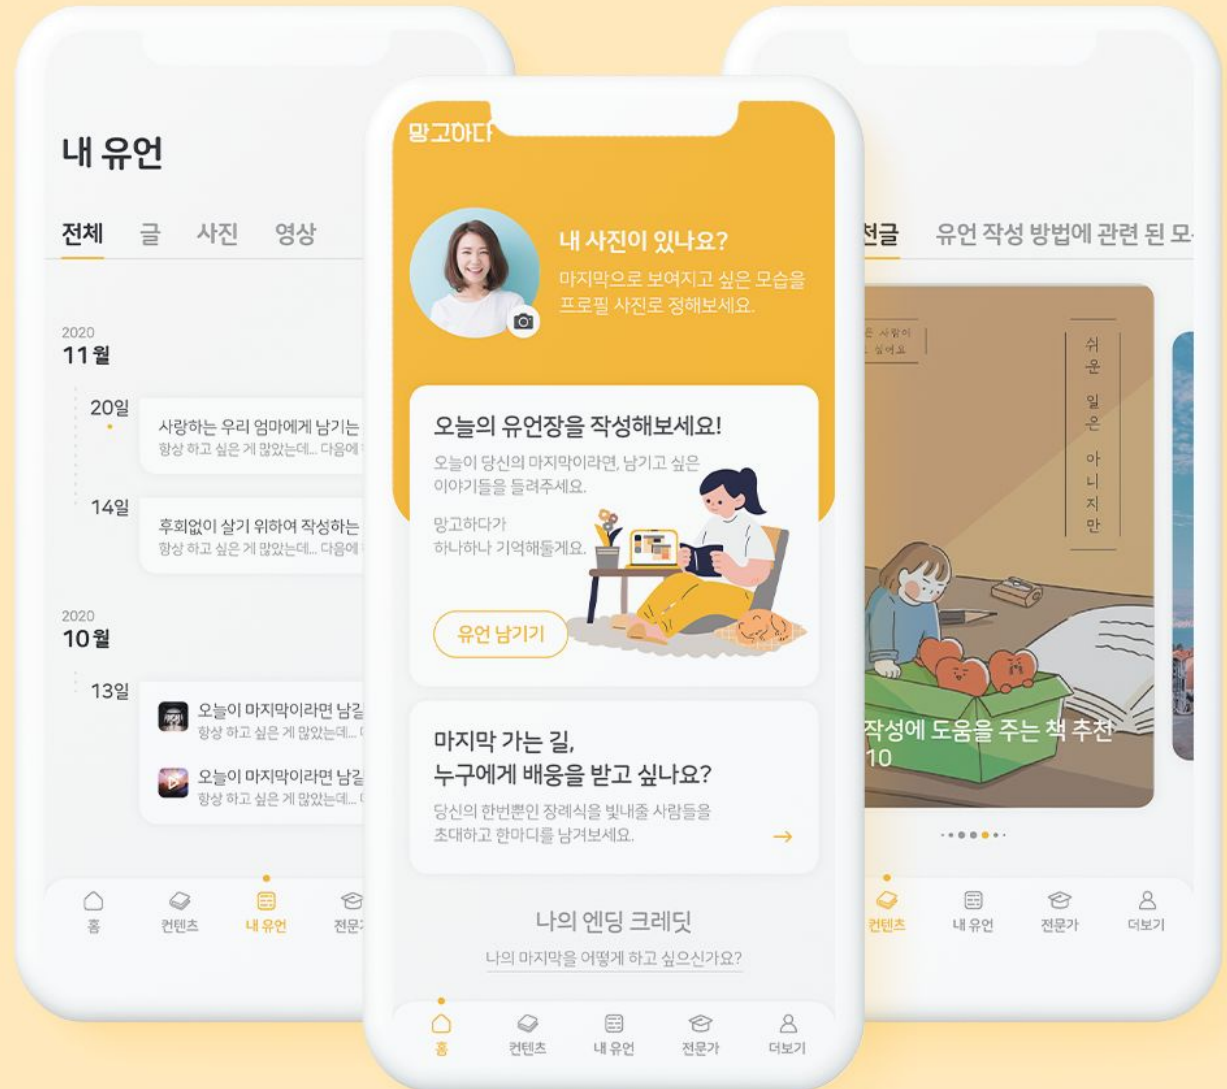 내 유언
전체 글 사진 영상
2020
11월
20일
사랑하는 우리 엄마에게 남기는
항상 하고 싶은 게 많았는데... 다음에
14일
후회없이 살기 위하여 작성하는
항상 하고 싶은 게 많았는데... 다음에
2020
10월
13일
오늘이 마지막이라면 남길
항상 하고 싶은 게 많았는데...
오늘이 마지막이라면 남길
항상 하고 싶은 게 많았는데...
홈 컨텐츠 내 유언
망고하다
내 사진이 있나요?
마지막으로 보여지고 싶은 모습을
프로필 사진로 정해보세요.
오늘의 유언장을 작성해보세요!
오늘이 당신의 마지막이라면, 남기고 싶은
이야기들을 들려주세요.
망고하다가
하나하나 기억해둘게요.
유언 남기기
마지막 가는 길,
누구에게 배웅을 받고 싶나요?
당신의 한번뿐인 장례식을 빛내줄 사람들을
초대하고 한마디를 남겨보세요.
나의 엔딩 크레딧
나의 마지막을 어떻게 하고 싶으신가요?
홈 컨텐츠 내 유언 전문가 더보기
천글 유언 작성 방법에 관련 된 모
사람이
싶어요
쉬운 일은 아니지만
작성에 도움을 주는 책 추천
10
컨텐츠 내 유언 전문가 더보기